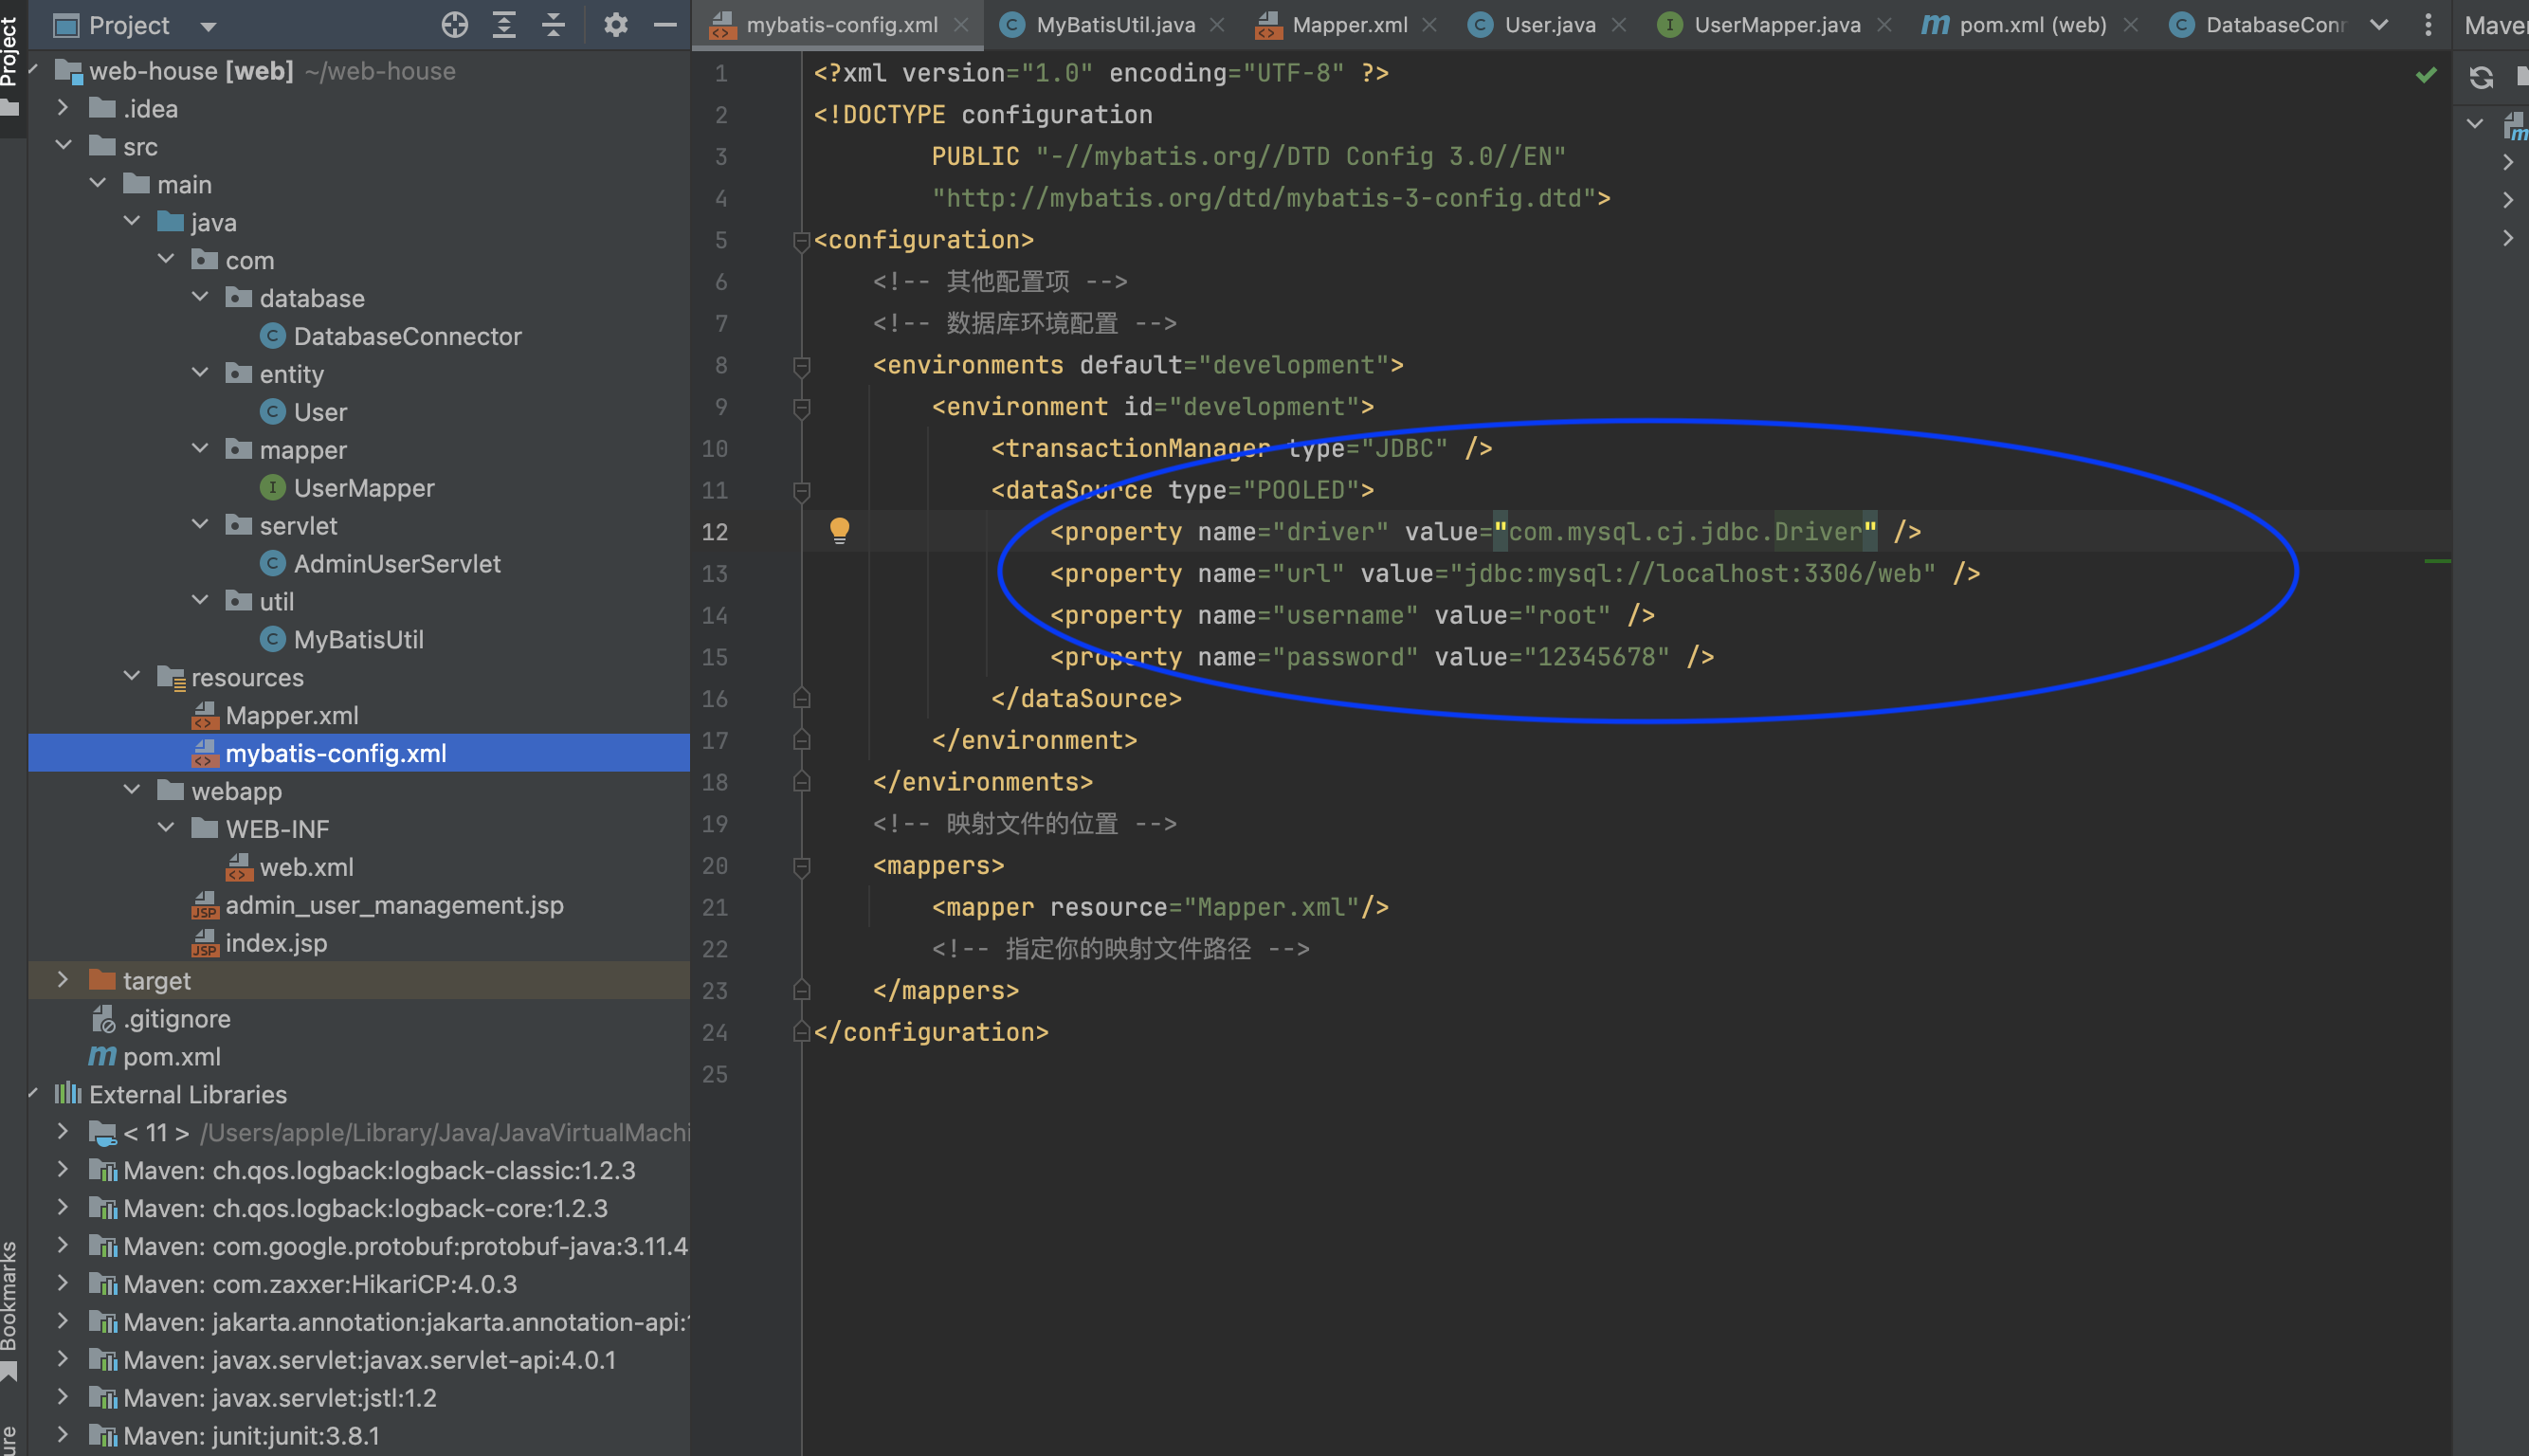 Project
Project
web-house [web] ~/web-house
.idea
src
main
java
com
database
DatabaseConnector
entity
User
mapper
UserMapper
servlet
AdminUserServlet
util
MyBatisUtil
resources
Mapper.xml
mybatis-config.xml
webapp
WEB-INF
web.xml
admin_user_management.jsp
index.jsp
target
.gitignore
pom.xml
External Libraries
< 11 > /Users/apple/Library/Java/JavaVirtualMachi
Maven: ch.qos.logback:logback-classic:1.2.3
Maven: ch.qos.logback:logback-core:1.2.3
Maven: com.google.protobuf:protobuf-java:3.11.4
Maven: com.zaxxer:HikariCP:4.0.3
Maven: jakarta.annotation:jakarta.annotation-api:
Maven: javax.servlet:javax.servlet-api:4.0.1
Maven: javax.servlet:jstl:1.2
Maven: junit:junit:3.8.1
Bookmarks
mybatis-config.xml MyBatisUtil.java Mapper.xml User.java UserMapper.java pom.xml (web) DatabaseConn Maven
1 <?xml version="1.0" encoding="UTF-8" ?>
2 <!DOCTYPE configuration
3 PUBLIC "-//mybatis.org//DTD Config 3.0//EN"
4 "http://mybatis.org/dtd/mybatis-3-config.dtd">
5 <configuration>
6 <!-- 其他配置项 -->
7 <!-- 数据库环境配置 -->
8 <environments default="development">
9 <environment id="development">
10 <transactionManager type="JDBC" />
11 <dataSource type="POOLED">
12 <property name="driver" value="com.mysql.cj.jdbc.Driver" />
13 <property name="url" value="jdbc:mysql://localhost:3306/web" />
14 <property name="username" value="root" />
15 <property name="password" value="12345678" />
16 </dataSource>
17 </environment>
18 </environments>
19 <!-- 映射文件的位置 -->
20 <mappers>
21 <mapper resource="Mapper.xml"/>
22 <!-- 指定你的映射文件路径 -->
23 </mappers>
24 </configuration>
25